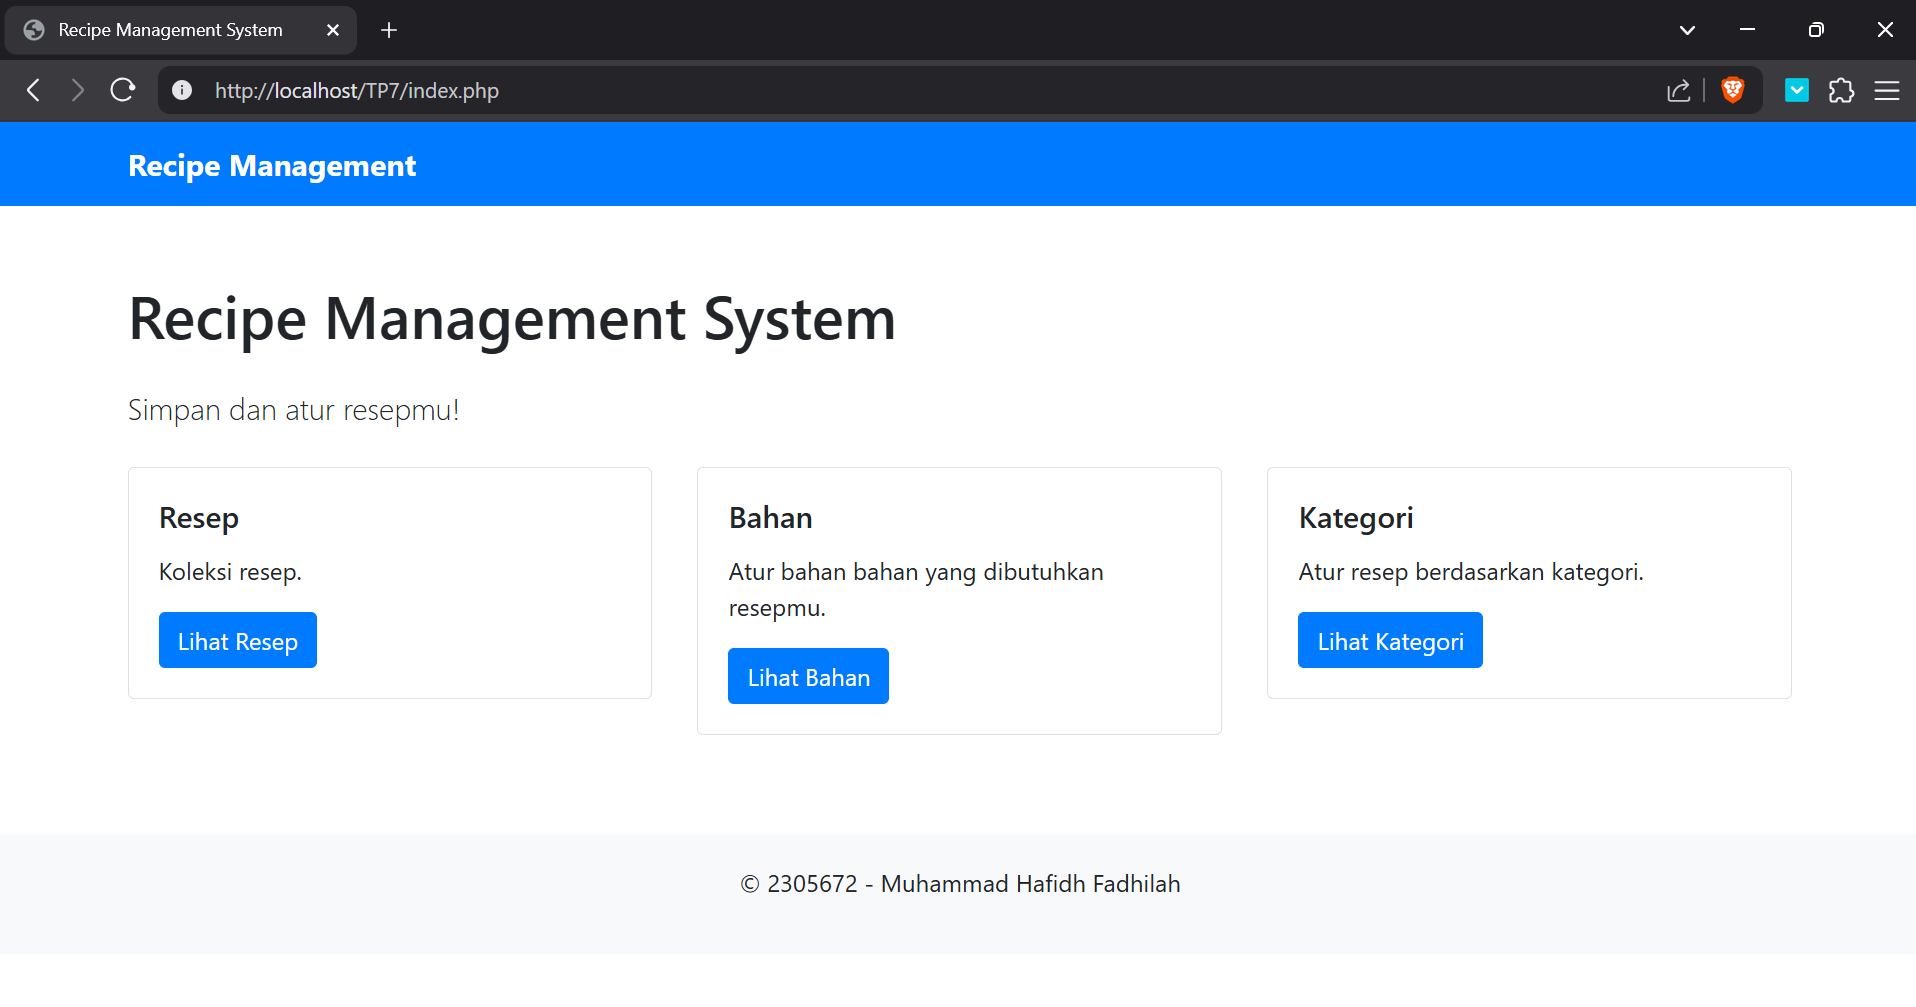 Recipe Management System
http://localhost/TP7/index.php
Recipe Management
Recipe Management System
Simpan dan atur resepmu!
Resep
Koleksi resep.
Lihat Resep
Bahan
Atur bahan bahan yang dibutuhkan
resepmu.
Lihat Bahan
Kategori
Atur resep berdasarkan kategori.
Lihat Kategori
© 2305672 - Muhammad Hafidh Fadhilah